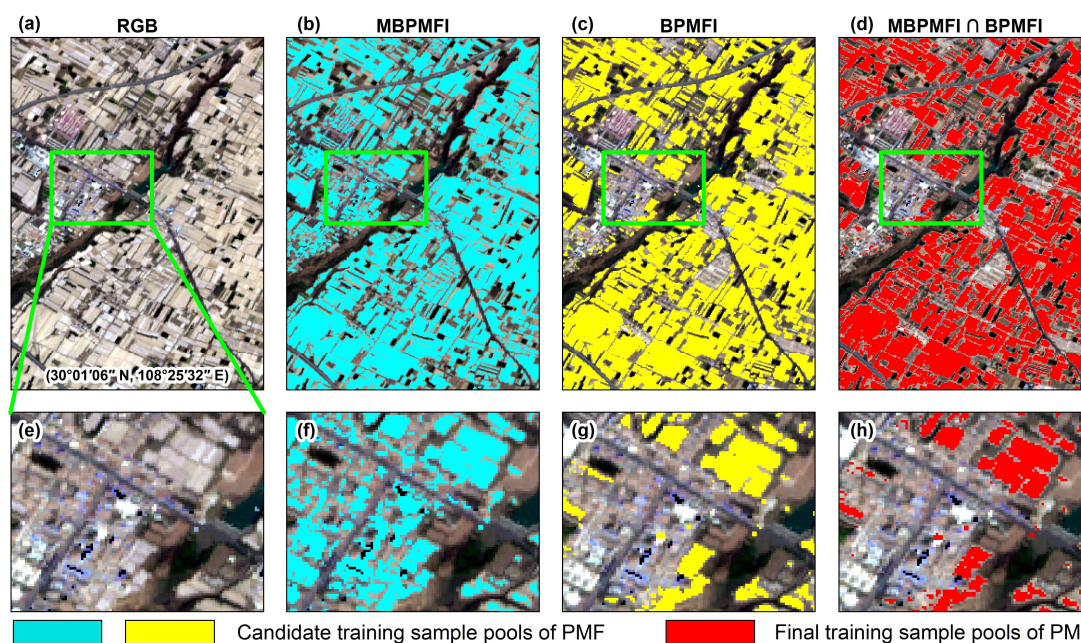 (a) RGB
(b) MBPMFI
(c) BPMFI
(d) MBPMFI ∩ BPMFI
(30°01′06″ N, 108°25′32″ E)
(e)
(f)
(g)
(h)
Candidate training sample pools of PMF
Final training sample pools of PM